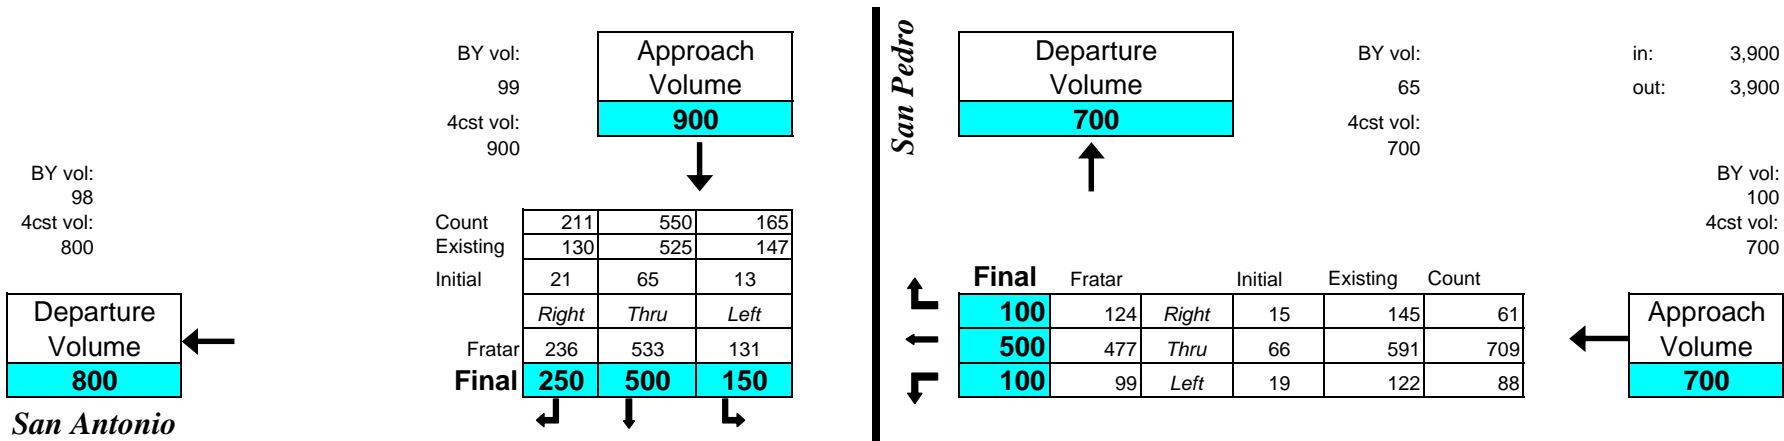 BY vol:
99
4cst vol:
900
Approach
Volume
900
San Pedro
Departure
Volume
700
BY vol:
65
4cst vol:
700
in: 3,900
out: 3,900
BY vol:
98
4cst vol:
800
BY vol:
100
4cst vol:
700
Count 211 550 165
Existing 130 525 147
Initial 21 65 13
Right Thru Left
Fratar 236 533 131
Final 250 500 150
Final Fratar Initial Existing Count
100 124 Right 15 145 61
500 477 Thru 66 591 709
100 99 Left 19 122 88
Departure
Volume
800
San Antonio
Approach
Volume
700